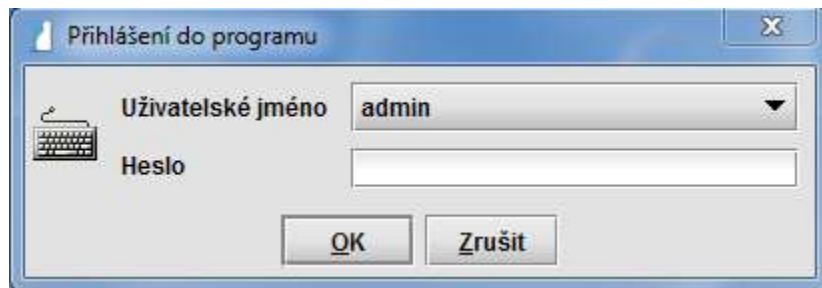 Přihlášení do programu
Uživatelské jméno admin
Heslo
OK Zrušit